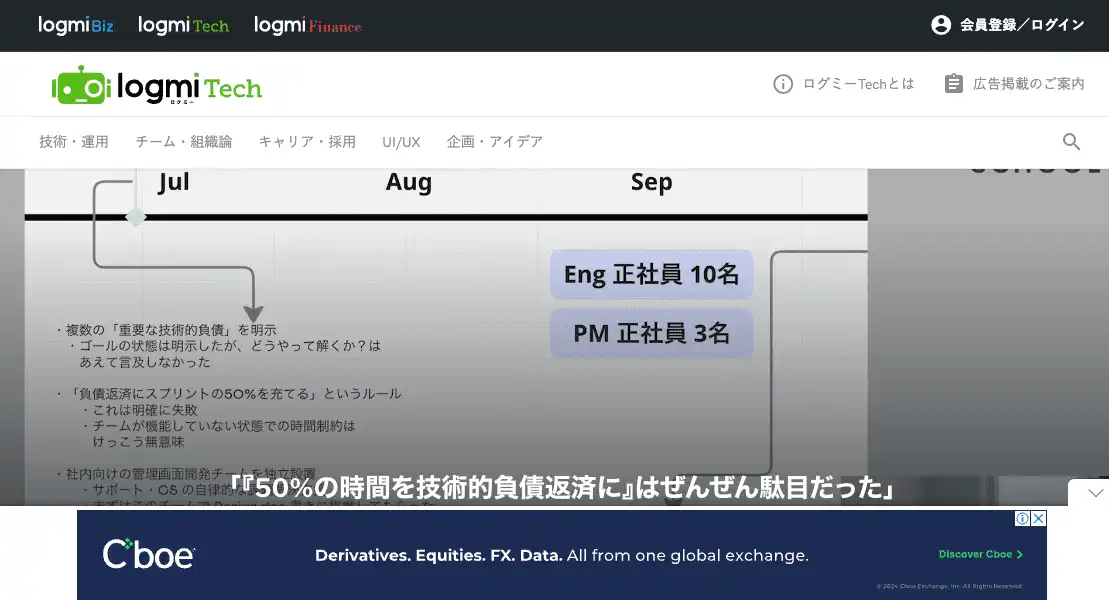 logmi Biz logmi Tech logmi Finance 会員登録／ログイン
logmi Tech ログミーTechとは 広告掲載のご案内
ログミー
技術・運用 チーム・組織論 キャリア・採用 UI/UX 企画・アイデア
Jul Aug Sep
Eng 正社員 10名
PM 正社員 3名
・複数の「重要な技術的負債」を明示
・ゴールの状態は明示したが、どうやって解くか？は
あえて言及しなかった
・「負債返済にスプリントの50%を充てる」というルール
・これは明確に失敗
・チームが機能していない状態での時間制約は
けっこう無意味
・社内向けの管理画面開発チームを独立設置
・サポート・CS の自律的な
「『50%の時間を技術的負債返済に』はぜんぜん駄目だった」
Cboe
Derivatives. Equities. FX. Data. All from one global exchange.
Discover Cboe
© 2024 Cboe Exchange, Inc. All Rights Reserved.